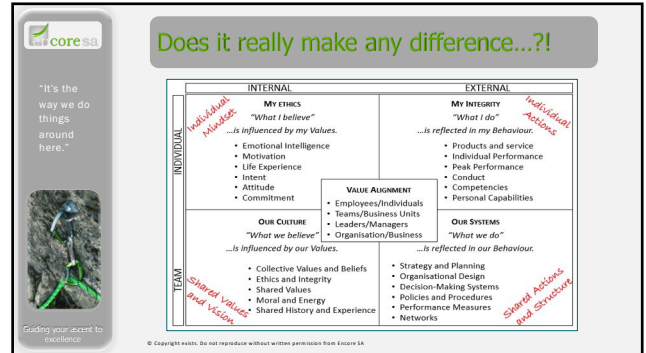 coresa
Does it really make any difference...?!
"It's the
way we do
things
around
here."
Guiding your ascent to
excellence
INTERNAL
EXTERNAL
INDIVIDUAL
Individual
Mindset
MY ETHICS
"What I believe"
...is influenced by my Values.
• Emotional Intelligence
• Motivation
• Life Experience
• Intent
• Attitude
• Commitment
Individual
Actions
MY INTEGRITY
"What I do"
...is reflected in my Behaviour.
• Products and service
• Individual Performance
• Peak Performance
• Conduct
• Competencies
• Personal Capabilities
VALUE ALIGNMENT
• Employees/Individuals
• Teams/Business Units
• Leaders/Managers
• Organisation/Business
TEAM
OUR CULTURE
"What we believe"
...is influenced by our Values.
• Collective Values and Beliefs
• Ethics and Integrity
• Shared Values
• Moral and Energy
• Shared History and Experience
Shared Values
and Vision
OUR SYSTEMS
"What we do"
...is reflected in our Behaviour.
• Strategy and Planning
• Organisational Design
• Decision-Making Systems
• Policies and Procedures
• Performance Measures
• Networks
Shared Actions
and Structure
© Copyright exists. Do not reproduce without written permission from Encore SA